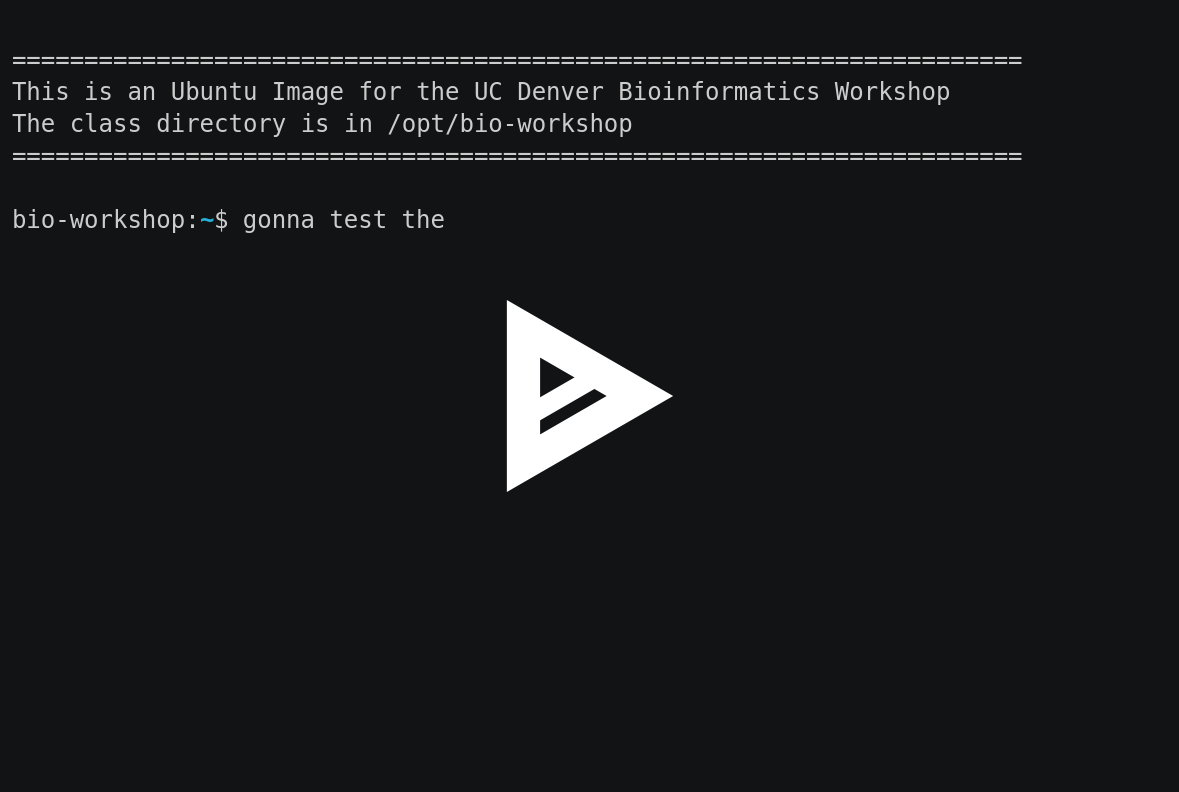 ======================================================================
This is an Ubuntu Image for the UC Denver Bioinformatics Workshop
The class directory is in /opt/bio-workshop
======================================================================
bio-workshop:~$ gonna test the